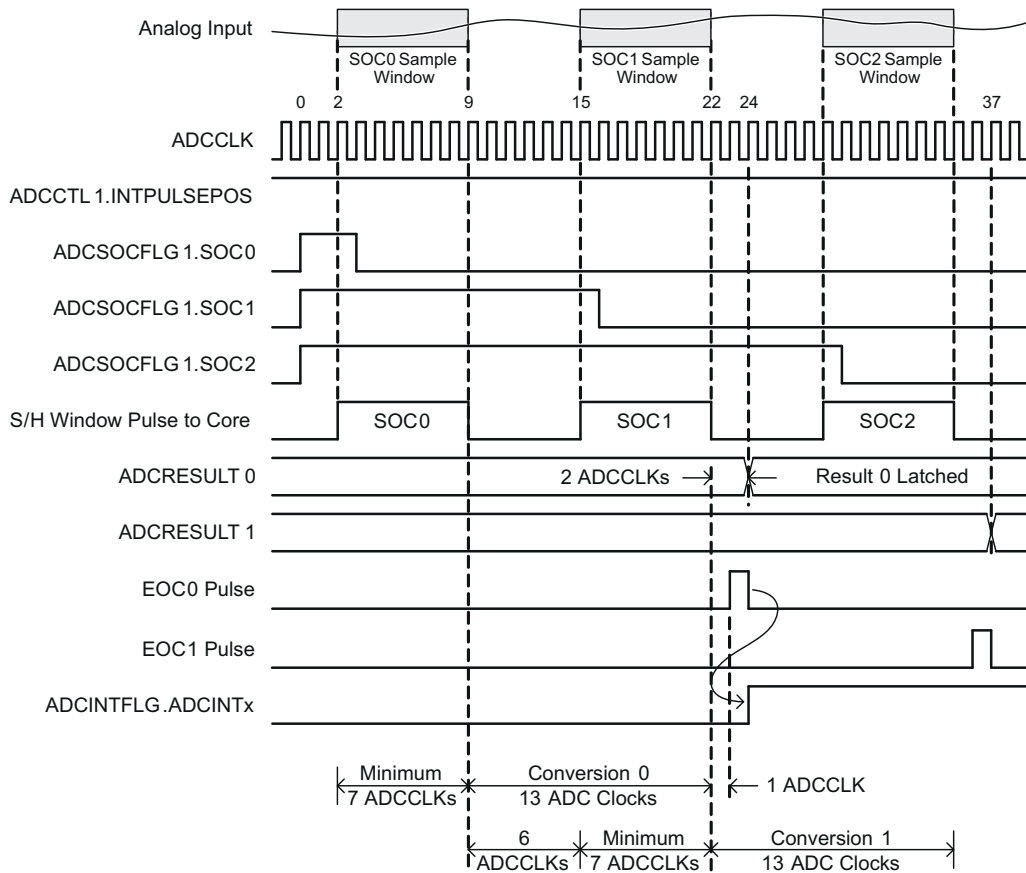 Analog Input
SOC0 Sample
Window
SOC1 Sample
Window
SOC2 Sample
Window
0 2 9 15 22 24 37
ADCCLK
ADCCTL 1.INTPULSEPOS
ADCSOCFLG 1.SOC0
ADCSOCFLG 1.SOC1
ADCSOCFLG 1.SOC2
S/H Window Pulse to Core
SOC0 SOC1 SOC2
ADCRESULT 0
2 ADCCLKs
Result 0 Latched
ADCRESULT 1
EOC0 Pulse
EOC1 Pulse
ADCINTFLG .ADCINTx
Minimum
7 ADCCLKs
Conversion 0
13 ADC Clocks
1 ADCCLK
6
ADCCLKs
Minimum
7 ADCCLKs
Conversion 1
13 ADC Clocks